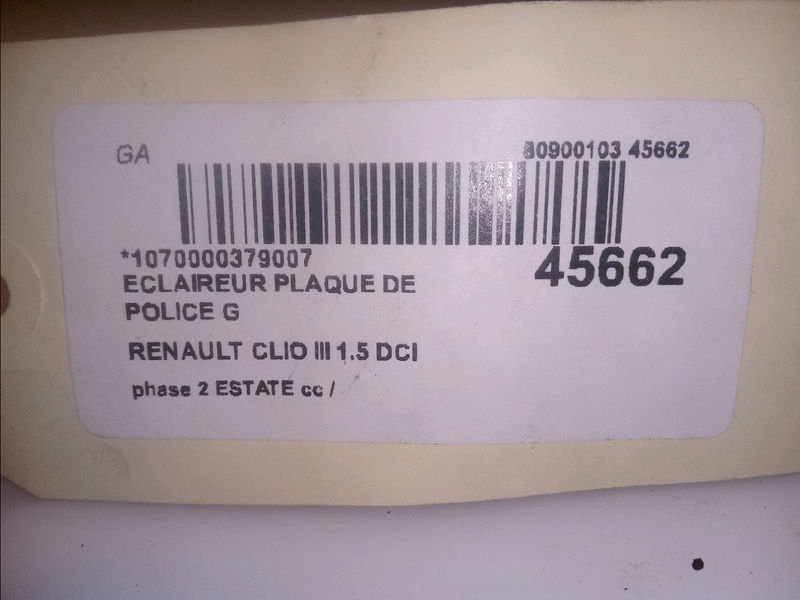 GA
80900103 45662
*1070000379007
45662
ECLAIREUR PLAQUE DE
POLICE G
RENAULT CLIO III 1.5 DCI
phase 2 ESTATE cc /